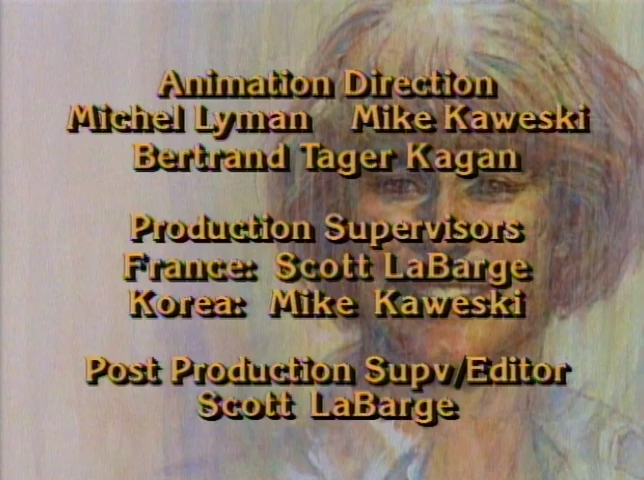 Animation Direction
Michel Lyman Mike Kaweski
Bertrand Tager Kagan
Production Supervisors
France: Scott LaBarge
Korea: Mike Kaweski
Post Production Supv/Editor
Scott LaBarge